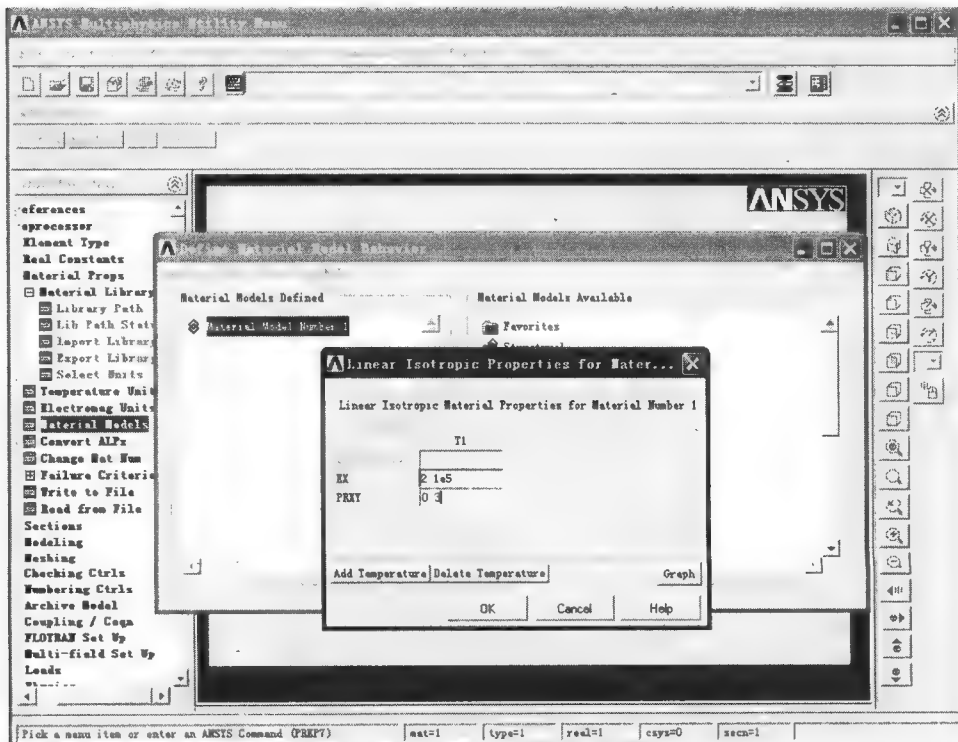 ANSYS Multiphysics Utility Menu
ANSYS
eferences
eprocessor
Element Type
Real Constants
Material Props
Material Library
Library Path
Lib Path Stat
Import Library
Export Library
Select Units
Temperature Unit
Electromag Units
Material Models
Convert ALPx
Change Mat Num
Failure Criteria
Write to File
Read from File
Sections
Modeling
Meshing
Checking Ctrls
Numbering Ctrls
Archive Model
Coupling / Ceqn
FLOTRAN Set Up
Multi-field Set Up
Loads
Define Material Model Behavior
Material Models Defined
Material Models Available
Material Model Number 1
Favorites
Structural
Linear Isotropic Properties for Mater...
Linear Isotropic Material Properties for Material Number 1
T1
EX 2 1e5
PRXY 0 3
Add Temperature Delete Temperature Graph
OK Cancel Help
Pick a menu item or enter an ANSYS Command (PREP7) mat=1 type=1 real=1 csys=0 secn=1